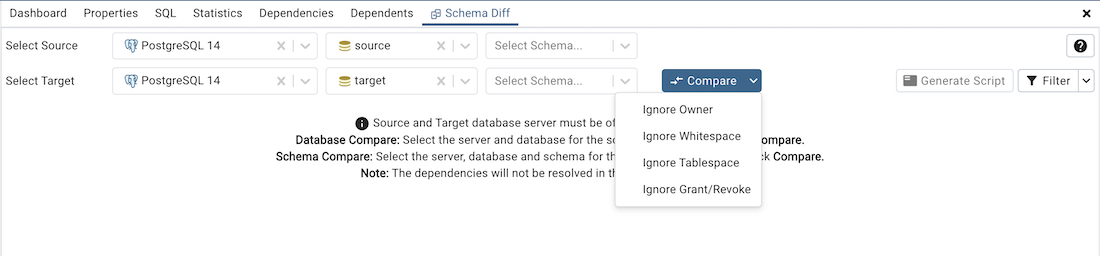 Dashboard Properties SQL Statistics Dependencies Dependents Schema Diff
Select Source PostgreSQL 14 source Select Schema...
Select Target PostgreSQL 14 target Select Schema... Compare Generate Script Filter
Ignore Owner
Ignore Whitespace
Ignore Tablespace
Ignore Grant/Revoke
Source and Target database server must be of
Database Compare: Select the server and database for the so ompare.
Schema Compare: Select the server, database and schema for th ck Compare.
Note: The dependencies will not be resolved in th